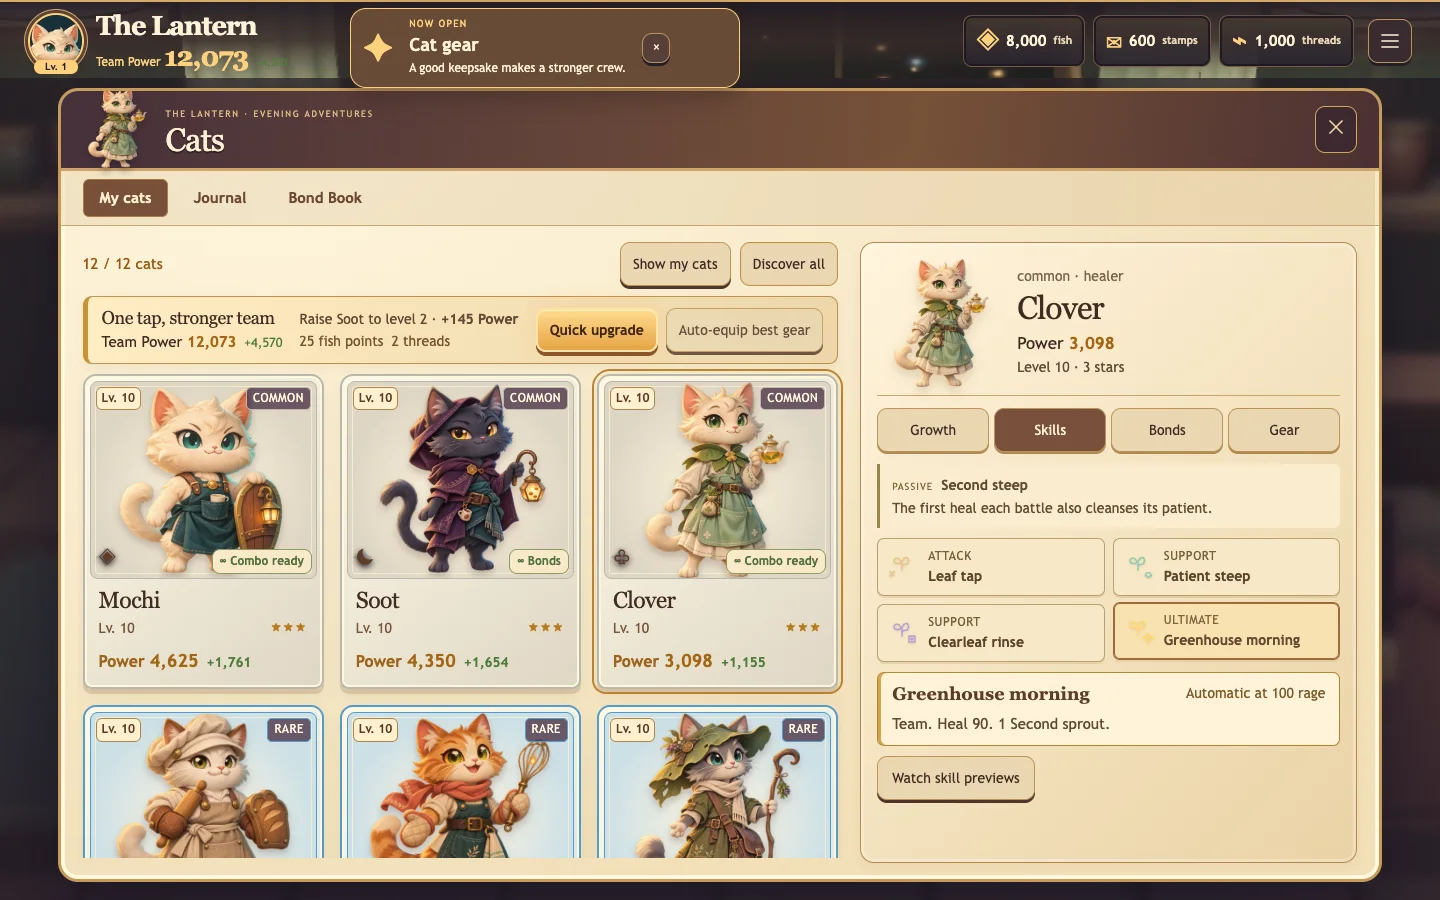 The Lantern
Team Power 12,073
Lv. 1
NOW OPEN
Cat gear
A good keepsake makes a stronger crew.
×
8,000 fish
600 stamps
1,000 threads
THE LANTERN · EVENING ADVENTURES
Cats
My cats
Journal
Bond Book
12 / 12 cats
Show my cats
Discover all
One tap, stronger team
Team Power 12,073 +4,570
Raise Soot to level 2 · +145 Power
25 fish points 2 threads
Quick upgrade
Auto-equip best gear
Lv. 10
COMMON
∞ Combo ready
Mochi
Lv. 10
★★★
Power 4,625 +1,761
Lv. 10
COMMON
∞ Bonds
Soot
Lv. 10
★★★
Power 4,350 +1,654
Lv. 10
COMMON
∞ Combo ready
Clover
Lv. 10
★★★
Power 3,098 +1,155
Lv. 10
RARE
Lv. 10
RARE
Lv. 10
RARE
common · healer
Clover
Power 3,098
Level 10 · 3 stars
Growth
Skills
Bonds
Gear
PASSIVE Second steep
The first heal each battle also cleanses its patient.
ATTACK
Leaf tap
SUPPORT
Patient steep
SUPPORT
Clearleaf rinse
ULTIMATE
Greenhouse morning
Greenhouse morning
Automatic at 100 rage
Team. Heal 90. 1 Second sprout.
Watch skill previews